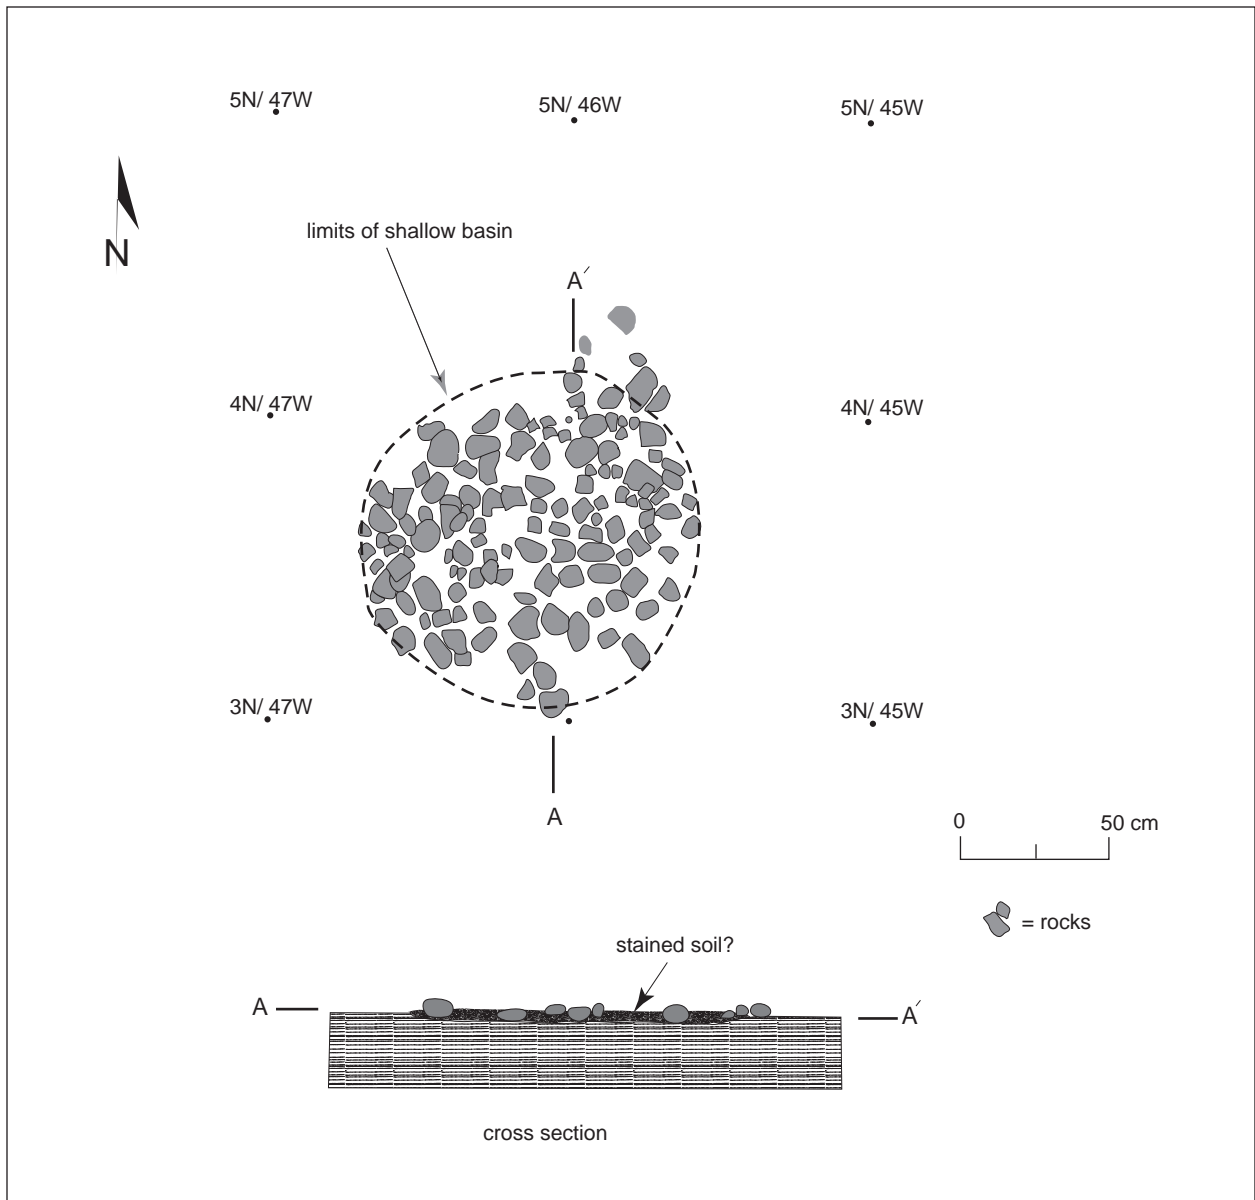 5N/ 47W
5N/ 46W
5N/ 45W
N
limits of shallow basin
A´
4N/ 47W
4N/ 45W
3N/ 47W
3N/ 45W
A
0
50 cm
= rocks
stained soil?
A
A´
cross section